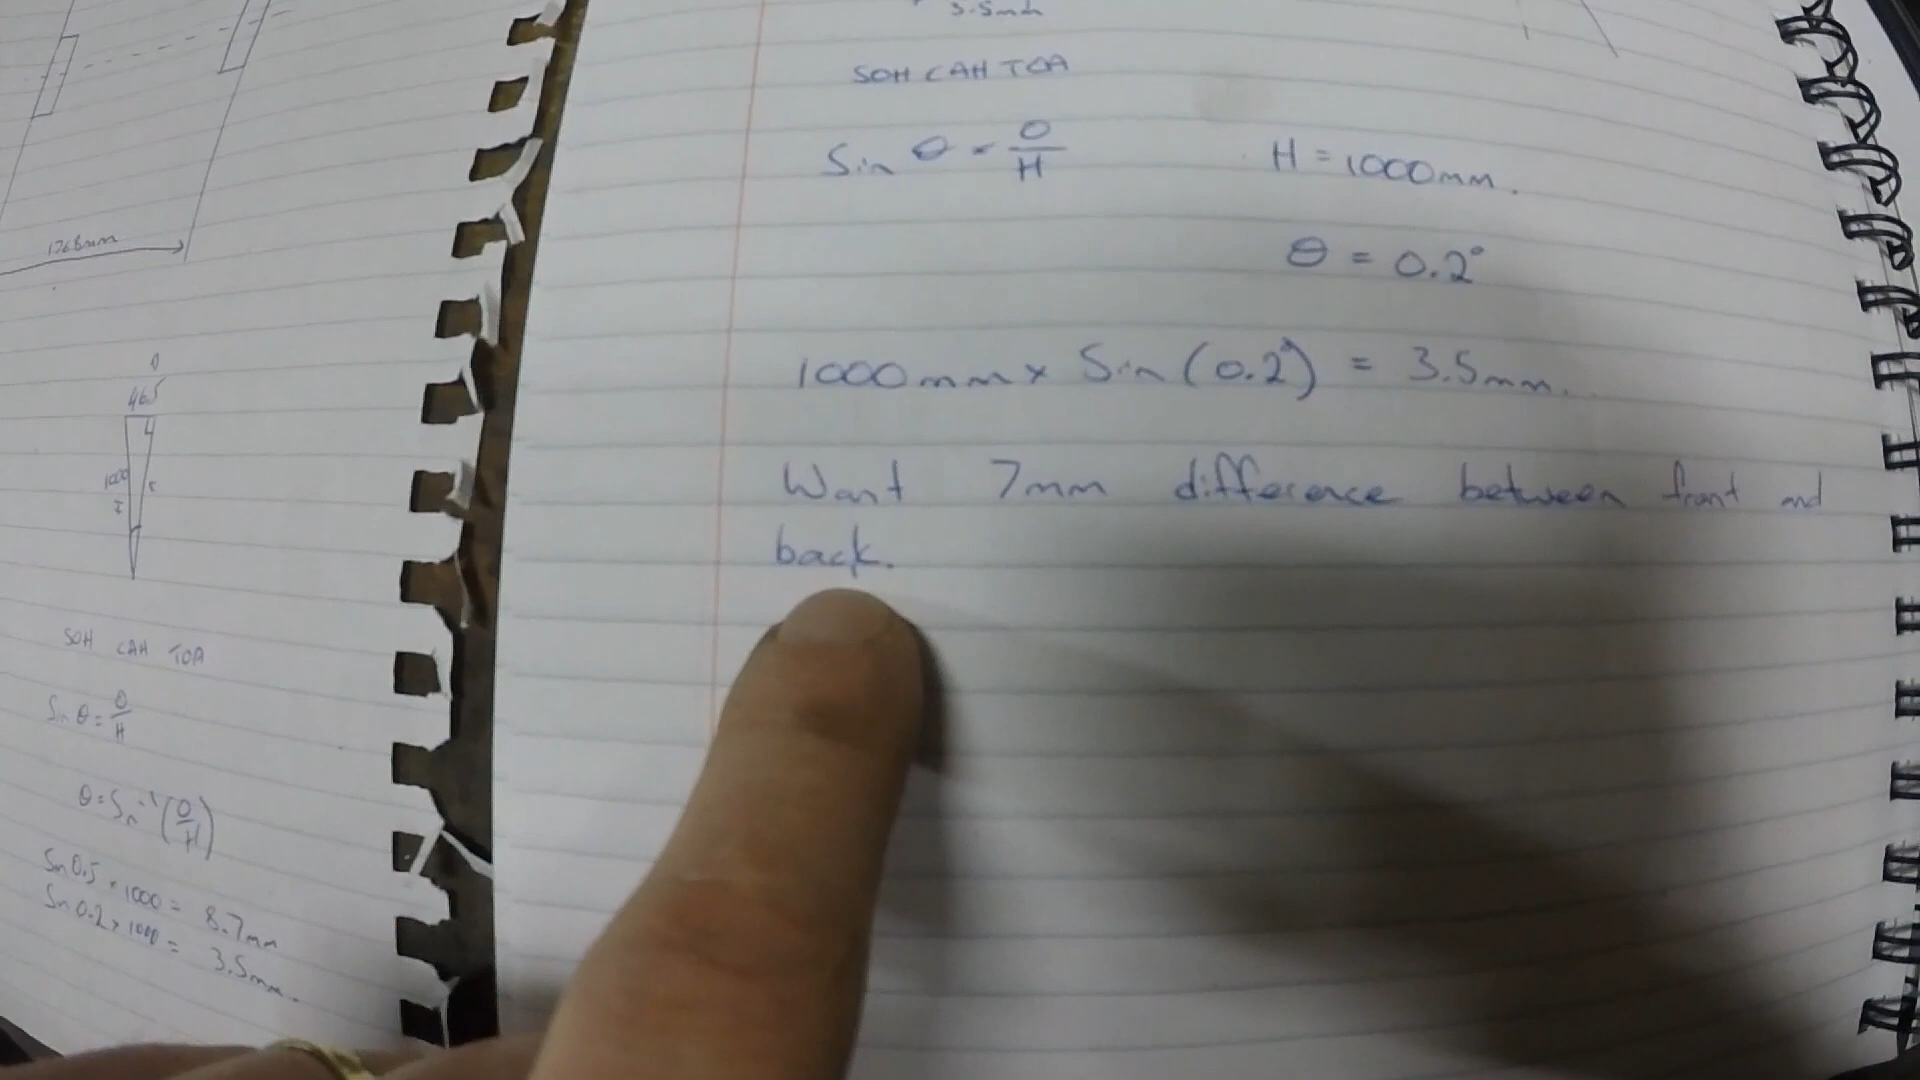 1768mm
O
465
1000
H
SOH CAH TOA
Sin θ = O/H
θ = Sin⁻¹(O/H)
Sin 0.5 × 1000 = 8.7mm
Sin 0.2 × 1000 = 3.5mm.
3.5mm
SOH CAH TOA
Sin θ = O/H H = 1000mm.
θ = 0.2°
1000mm × Sin(0.2°) = 3.5mm.
Want 7mm difference between front and
back.